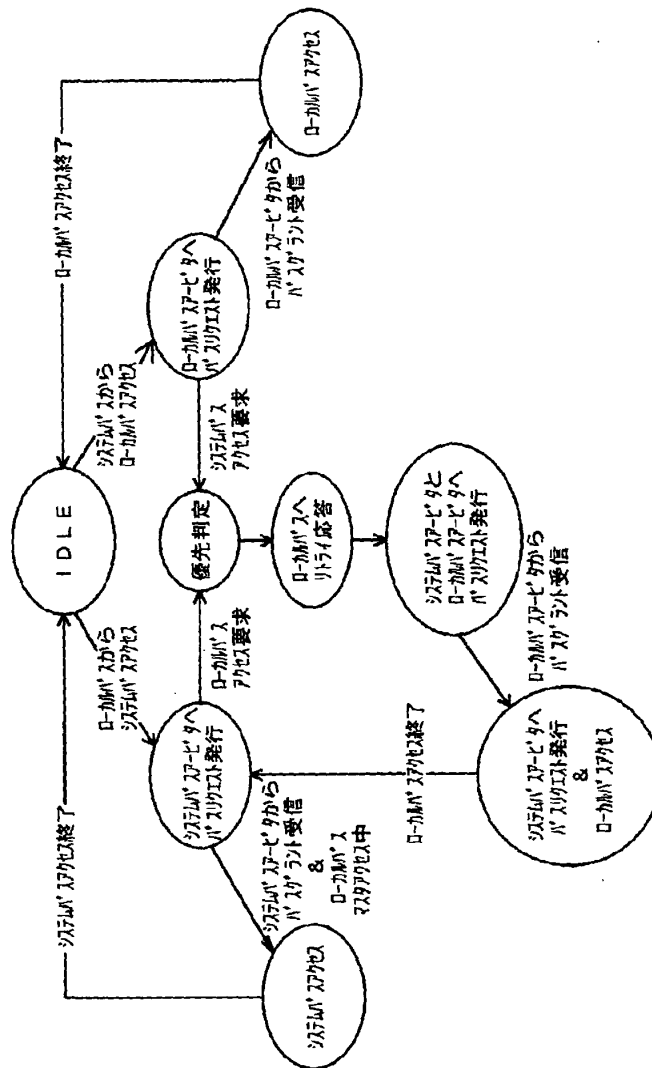 IDLE
システムバスアクセス終了
ローカルバスアクセス終了
ローカルバスから
システムバスアクセス
システムバスから
ローカルバスアクセス
システムバスアービタへ
バスリクエスト発行
ローカルバス
アクセス要求
優先判定
システムバス
アクセス要求
ローカルバスアービタへ
バスリクエスト発行
システムバスアービタから
バスグラント受信
&
ローカルバス
マスタアクセス中
システムバスアクセス
ローカルバスアービタから
バスグラント受信
ローカルバスアクセス
ローカルバスへ
リトライ応答
ローカルバスアクセス終了
システムバスアービタと
ローカルバスアービタへ
バスリクエスト発行
ローカルバスアービタから
バスグラント受信
システムバスアービタへ
バスリクエスト発行
&
ローカルバスアクセス